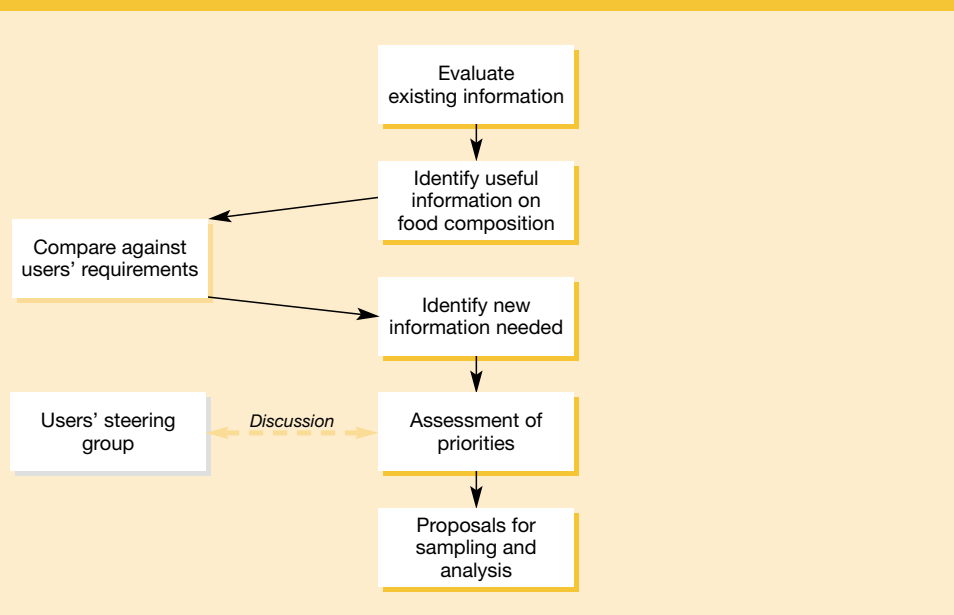 Evaluate
existing information
Identify useful
information on
food composition
Compare against
users’ requirements
Identify new
information needed
Users’ steering
group
Discussion
Assessment of
priorities
Proposals for
sampling and
analysis